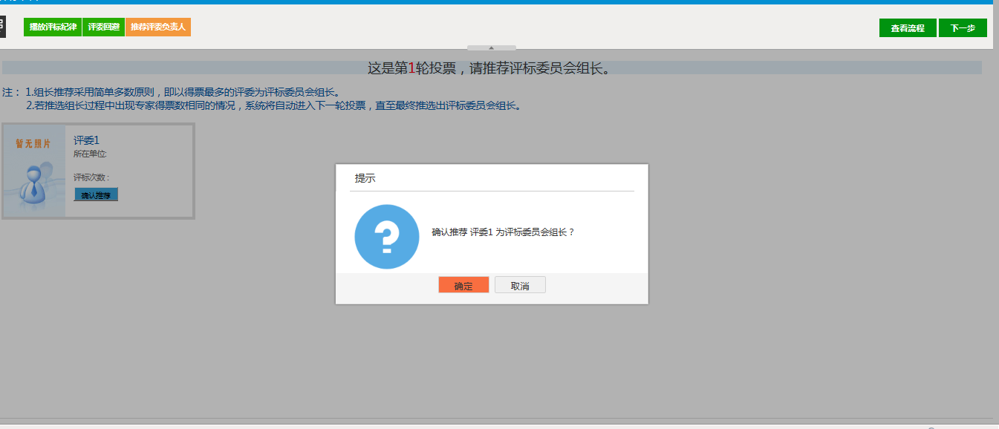 播放评标纪律 评委回避 推荐评委负责人
查看流程 下一步
这是第1轮投票，请推荐评标委员会组长。
注： 1.组长推荐采用简单多数原则，即以得票最多的评委为评标委员会组长。
2.若推选组长过程中出现专家得票数相同的情况，系统将自动进入下一轮投票，直至最终推选出评标委员会组长。
暂无照片
评委1
所在单位:
评标次数：
确认推荐
提示
确认推荐 评委1 为评标委员会组长？
确定 取消